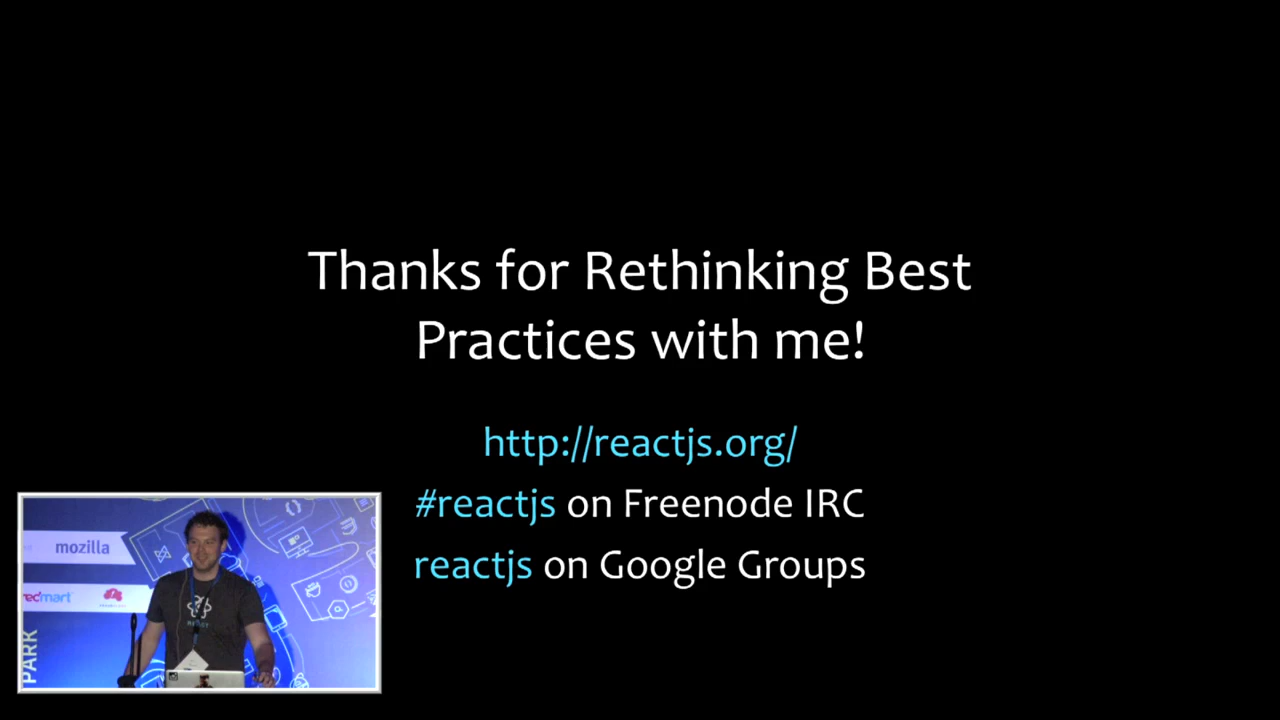 Thanks for Rethinking Best
Practices with me!
http://reactjs.org/
#reactjs on Freenode IRC
reactjs on Google Groups
mozilla
redmart
PARK